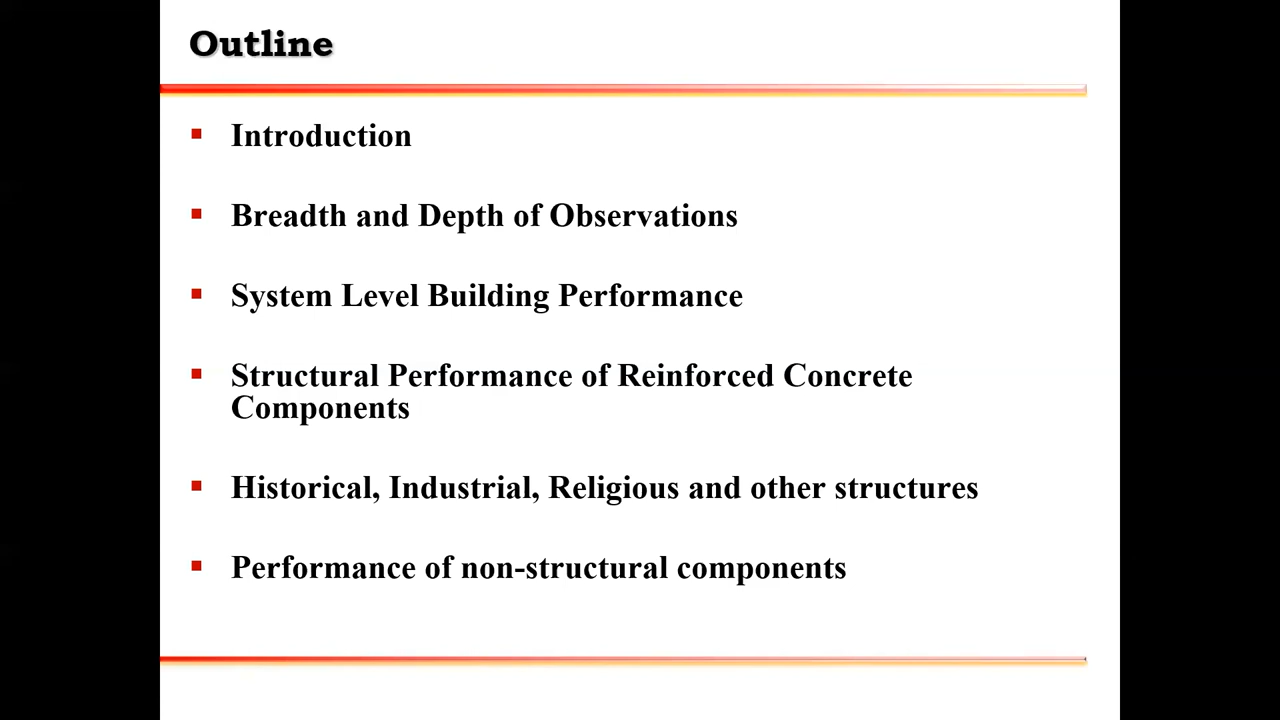 Outline
Introduction
Breadth and Depth of Observations
System Level Building Performance
Structural Performance of Reinforced Concrete
Components
Historical, Industrial, Religious and other structures
Performance of non-structural components